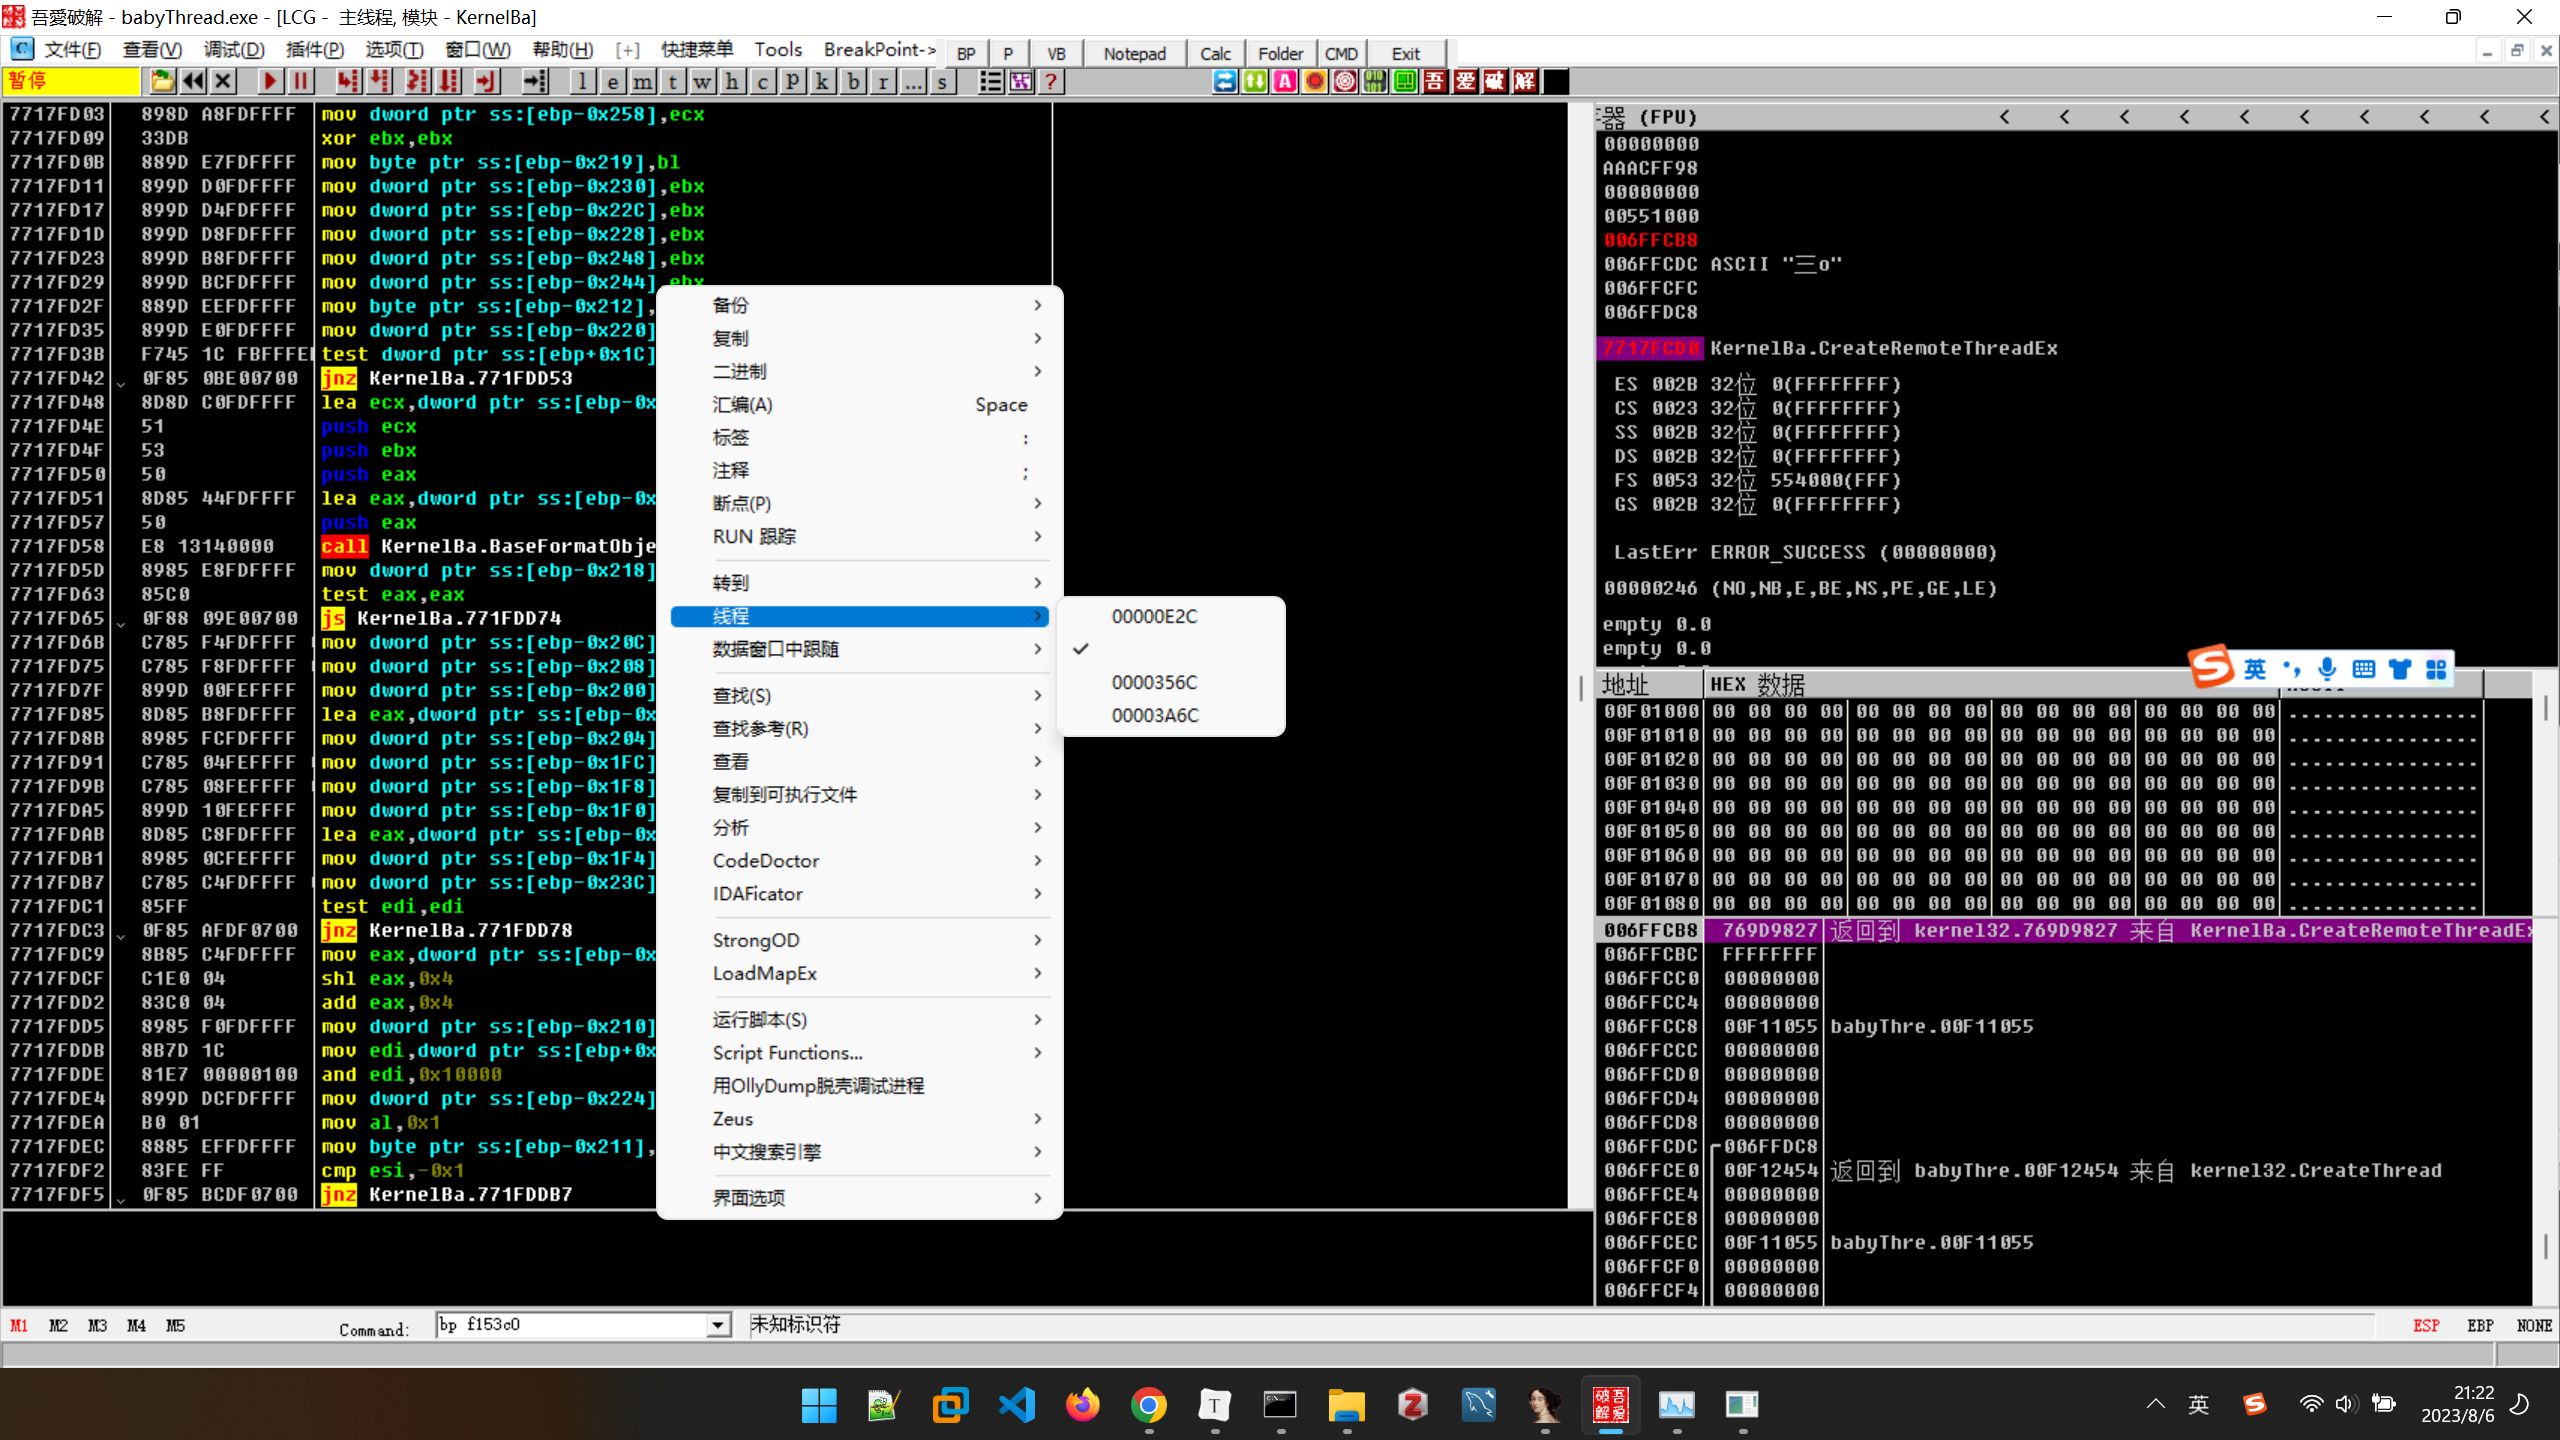 吾爱破解 - babyThread.exe - [LCG - 主线程, 模块 - KernelBa]
文件(F) 查看(V) 调试(D) 插件(P) 选项(T) 窗口(W) 帮助(H) [+] 快捷菜单 Tools BreakPoint-> BP P VB Notepad Calc Folder CMD Exit
暂停 l e m t w h c P k b r ... s ? A 吾 爱 破 解
7717FD03 898D A8FDFFFF mov dword ptr ss:[ebp-0x258],ecx
7717FD09 33DB xor ebx,ebx
7717FD0B 889D E7FDFFFF mov byte ptr ss:[ebp-0x219],bl
7717FD11 899D D0FDFFFF mov dword ptr ss:[ebp-0x230],ebx
7717FD17 899D D4FDFFFF mov dword ptr ss:[ebp-0x22C],ebx
7717FD1D 899D D8FDFFFF mov dword ptr ss:[ebp-0x228],ebx
7717FD23 899D B8FDFFFF mov dword ptr ss:[ebp-0x248],ebx
7717FD29 899D BCFDFFFF mov dword ptr ss:[ebp-0x244],ebx
7717FD2F 889D EEFDFFFF mov byte ptr ss:[ebp-0x212],
7717FD35 899D E0FDFFFF mov dword ptr ss:[ebp-0x220]
7717FD3B F745 1C FBFFFE test dword ptr ss:[ebp+0x1C]
7717FD42 0F85 0BE00700 jnz KernelBa.771FDD53
7717FD48 8D8D C0FDFFFF lea ecx,dword ptr ss:[ebp-0x
7717FD4E 51 push ecx
7717FD4F 53 push ebx
7717FD50 50 push eax
7717FD51 8D85 44FDFFFF lea eax,dword ptr ss:[ebp-0x
7717FD57 50 push eax
7717FD58 E8 13140000 call KernelBa.BaseFormatObje
7717FD5D 8985 E8FDFFFF mov dword ptr ss:[ebp-0x218]
7717FD63 85C0 test eax,eax
7717FD65 0F88 09E00700 js KernelBa.771FDD74
7717FD6B C785 F4FDFFFF mov dword ptr ss:[ebp-0x20C]
7717FD75 C785 F8FDFFFF mov dword ptr ss:[ebp-0x208]
7717FD7F 899D 00FEFFFF mov dword ptr ss:[ebp-0x200]
7717FD85 8D85 B8FDFFFF lea eax,dword ptr ss:[ebp-0x
7717FD8B 8985 FCFDFFFF mov dword ptr ss:[ebp-0x204]
7717FD91 C785 04FEFFFF mov dword ptr ss:[ebp-0x1FC]
7717FD9B C785 08FEFFFF mov dword ptr ss:[ebp-0x1F8]
7717FDA5 899D 10FEFFFF mov dword ptr ss:[ebp-0x1F0]
7717FDAB 8D85 C8FDFFFF lea eax,dword ptr ss:[ebp-0x
7717FDB1 8985 0CFEFFFF mov dword ptr ss:[ebp-0x1F4]
7717FDB7 C785 C4FDFFFF mov dword ptr ss:[ebp-0x23C]
7717FDC1 85FF test edi,edi
7717FDC3 0F85 AFDF0700 jnz KernelBa.771FDD78
7717FDC9 8B85 C4FDFFFF mov eax,dword ptr ss:[ebp-0x
7717FDCF C1E0 04 shl eax,0x4
7717FDD2 83C0 04 add eax,0x4
7717FDD5 8985 F0FDFFFF mov dword ptr ss:[ebp-0x210]
7717FDDB 8B7D 1C mov edi,dword ptr ss:[ebp+0x
7717FDDE 81E7 00000100 and edi,0x10000
7717FDE4 899D DCFDFFFF mov dword ptr ss:[ebp-0x224]
7717FDEA B0 01 mov al,0x1
7717FDEC 8885 EFFDFFFF mov byte ptr ss:[ebp-0x211],
7717FDF2 83FE FF cmp esi,-0x1
7717FDF5 0F85 BCDF0700 jnz KernelBa.771FDDB7
备份
复制
二进制
汇编(A) Space
标签 :
注释 ;
断点(P)
RUN 跟踪
转到
线程
数据窗口中跟随
查找(S)
查找参考(R)
查看
复制到可执行文件
分析
CodeDoctor
IDAFicator
StrongOD
LoadMapEx
运行脚本(S)
Script Functions...
用OllyDump脱壳调试进程
Zeus
中文搜索引擎
界面选项
00000E2C
0000356C
00003A6C
器 (FPU) < < < < < < < < < <
00000000
AAACFF98
00000000
00551000
006FFCB8
006FFCDC ASCII "三o"
006FFCFC
006FFDC8
7717FCD0 KernelBa.CreateRemoteThreadEx
ES 002B 32位 0(FFFFFFFF)
CS 0023 32位 0(FFFFFFFF)
SS 002B 32位 0(FFFFFFFF)
DS 002B 32位 0(FFFFFFFF)
FS 0053 32位 554000(FFF)
GS 002B 32位 0(FFFFFFFF)
LastErr ERROR_SUCCESS (00000000)
00000246 (NO,NB,E,BE,NS,PE,GE,LE)
empty 0.0
empty 0.0
英
地址 HEX 数据
00F01000 00 00 00 00 00 00 00 00 00 00 00 00 00 00 00 00 ................
00F01010 00 00 00 00 00 00 00 00 00 00 00 00 00 00 00 00 ................
00F01020 00 00 00 00 00 00 00 00 00 00 00 00 00 00 00 00 ................
00F01030 00 00 00 00 00 00 00 00 00 00 00 00 00 00 00 00 ................
00F01040 00 00 00 00 00 00 00 00 00 00 00 00 00 00 00 00 ................
00F01050 00 00 00 00 00 00 00 00 00 00 00 00 00 00 00 00 ................
00F01060 00 00 00 00 00 00 00 00 00 00 00 00 00 00 00 00 ................
00F01070 00 00 00 00 00 00 00 00 00 00 00 00 00 00 00 00 ................
00F01080 00 00 00 00 00 00 00 00 00 00 00 00 00 00 00 00 ................
006FFCB8 769D9827 返回到 kernel32.769D9827 来自 KernelBa.CreateRemoteThreadEx
006FFCBC FFFFFFFF
006FFCC0 00000000
006FFCC4 00000000
006FFCC8 00F11055 babyThre.00F11055
006FFCCC 00000000
006FFCD0 00000000
006FFCD4 00000000
006FFCD8 00000000
006FFCDC 006FFDC8
006FFCE0 00F12454 返回到 babyThre.00F12454 来自 kernel32.CreateThread
006FFCE4 00000000
006FFCE8 00000000
006FFCEC 00F11055 babyThre.00F11055
006FFCF0 00000000
006FFCF4 00000000
M1 M2 M3 M4 M5 Command: bp f153c0 未知标识符 ESP EBP NONE
英 21:22
2023/8/6